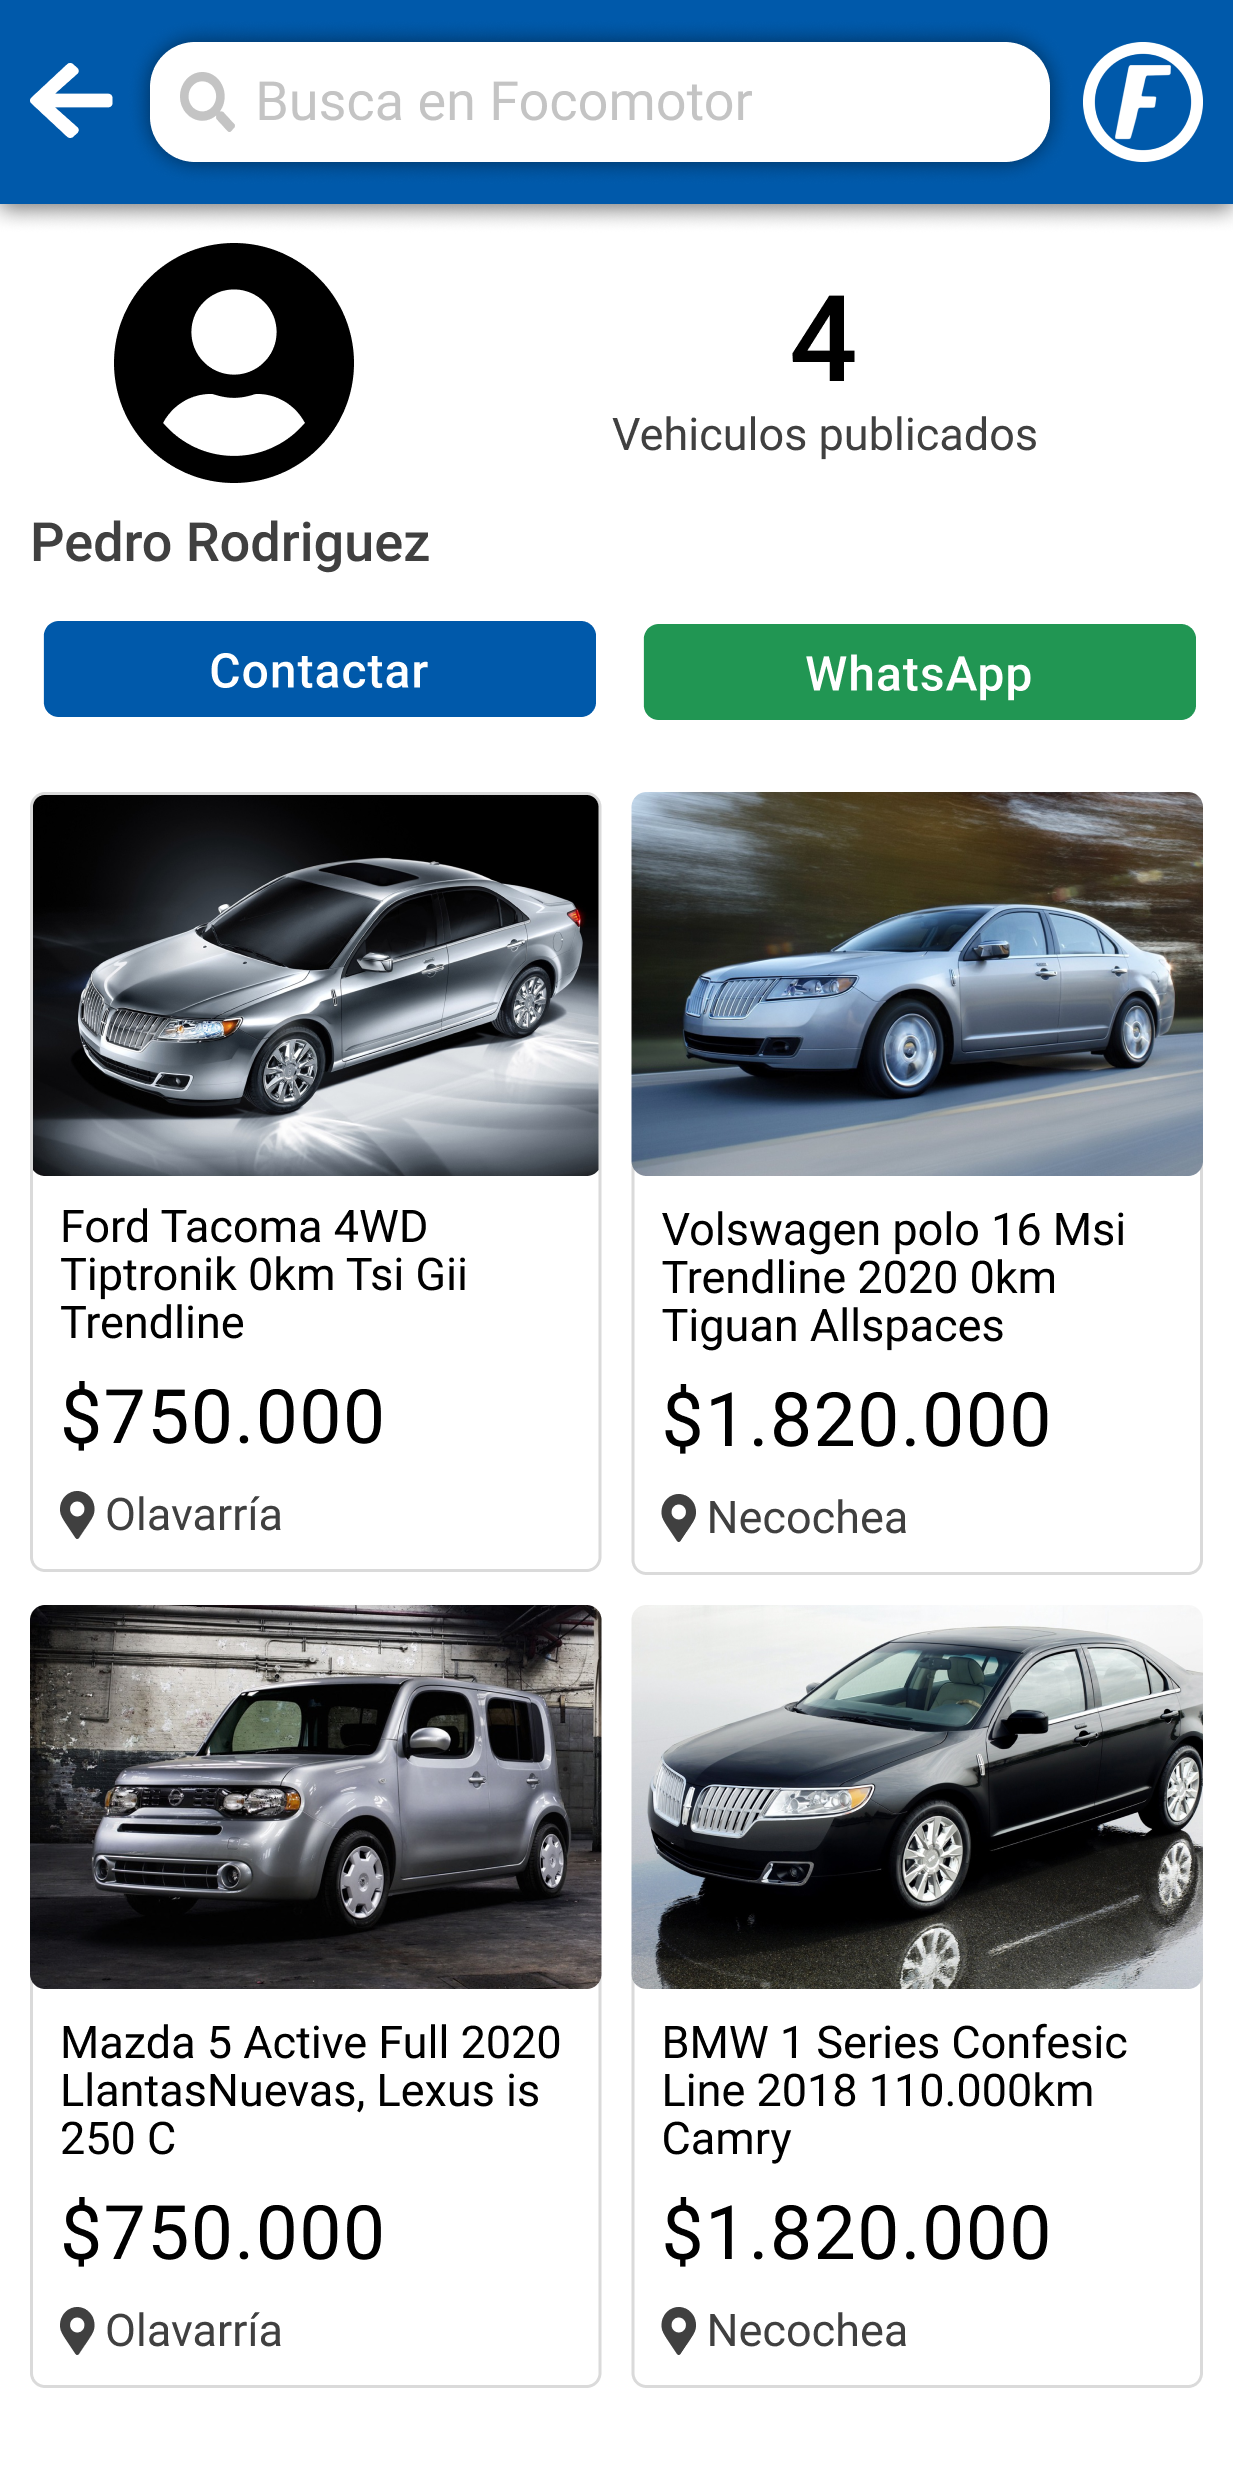 Busca en Focomotor
F
4
Vehiculos publicados
Pedro Rodriguez
Contactar
WhatsApp
Ford Tacoma 4WD
Tiptronik 0km Tsi Gii
Trendline
$750.000
Olavarría
Volswagen polo 16 Msi
Trendline 2020 0km
Tiguan Allspaces
$1.820.000
Necochea
Mazda 5 Active Full 2020
LlantasNuevas, Lexus is
250 C
$750.000
Olavarría
BMW 1 Series Confesic
Line 2018 110.000km
Camry
$1.820.000
Necochea